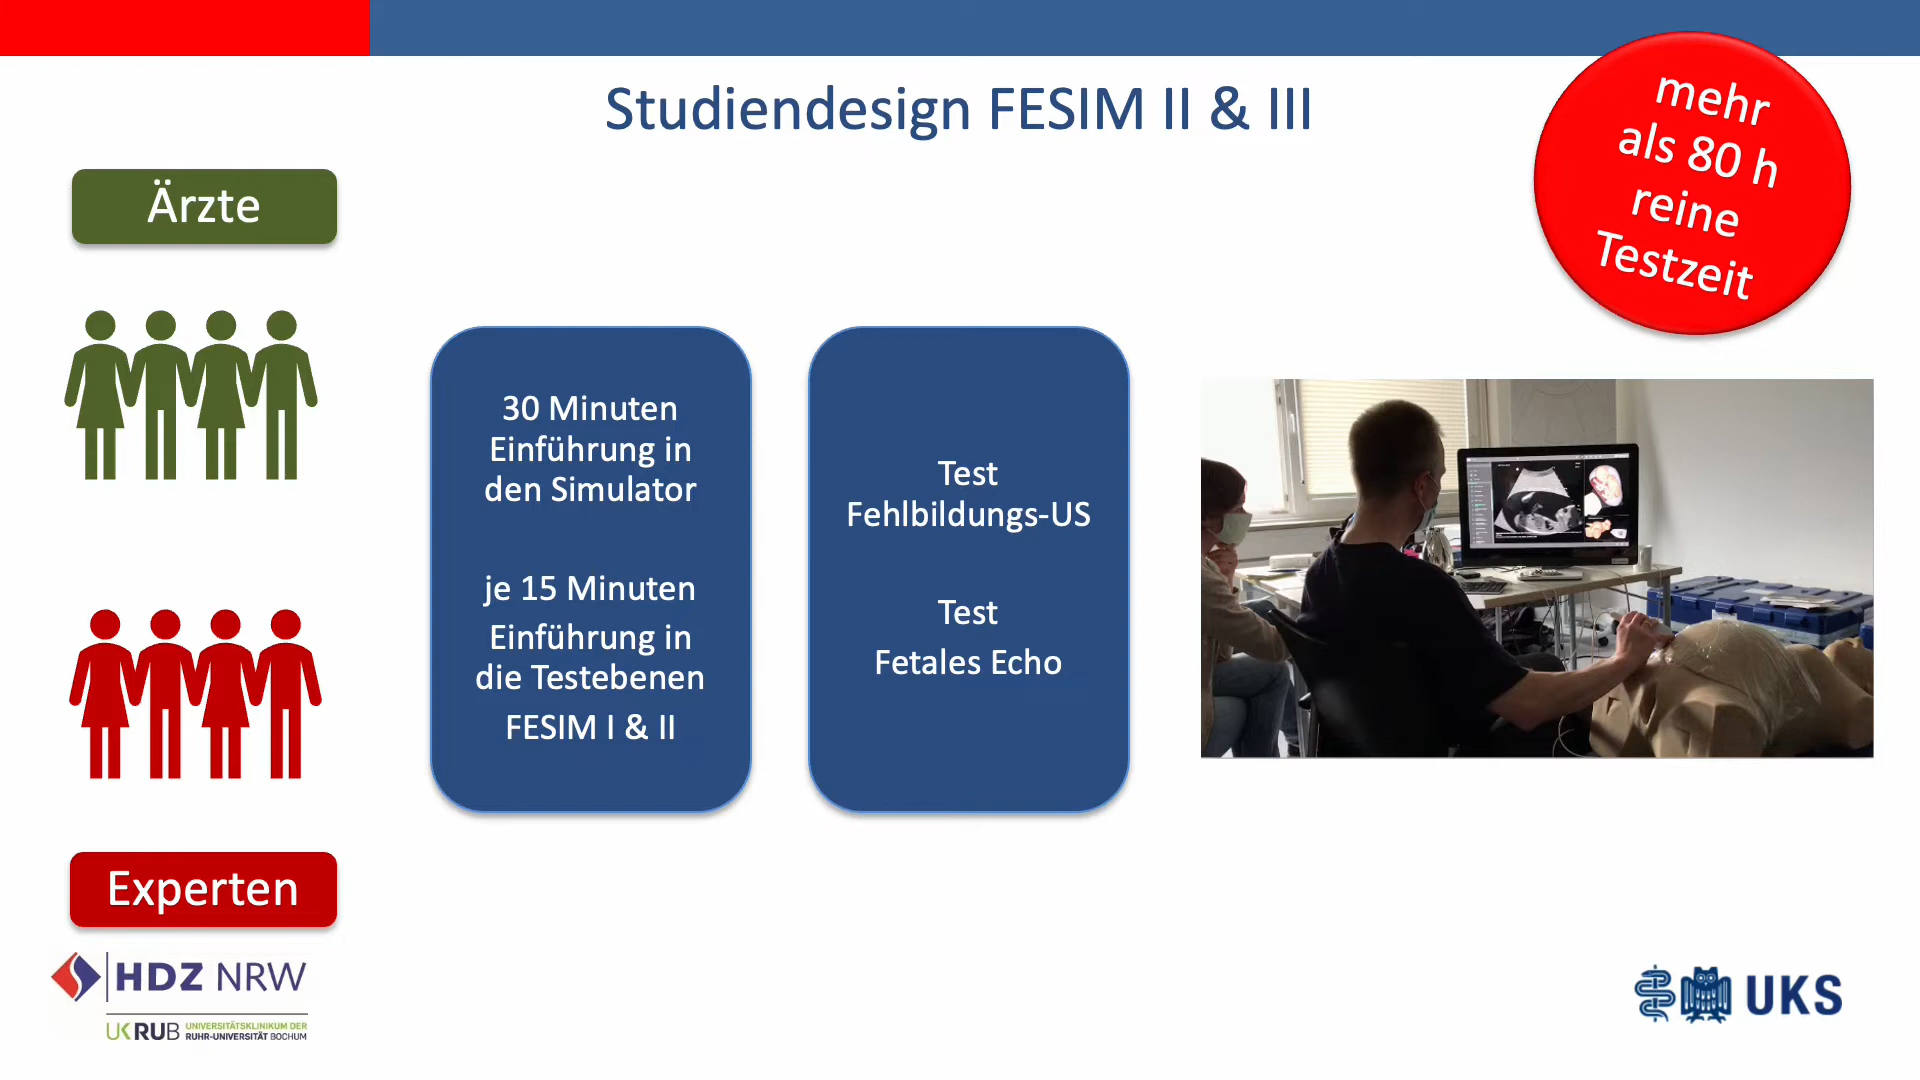 Studiendesign FESIM II & III
mehr
als 80 h
reine
Testzeit
Ärzte
30 Minuten
Einführung in
den Simulator
je 15 Minuten
Einführung in
die Testebenen
FESIM I & II
Test
Fehlbildungs-US
Test
Fetales Echo
Experten
HDZ NRW
UKRUB UNIVERSITÄTSKLINIKUM DER
RUHR-UNIVERSITÄT BOCHUM
UKS